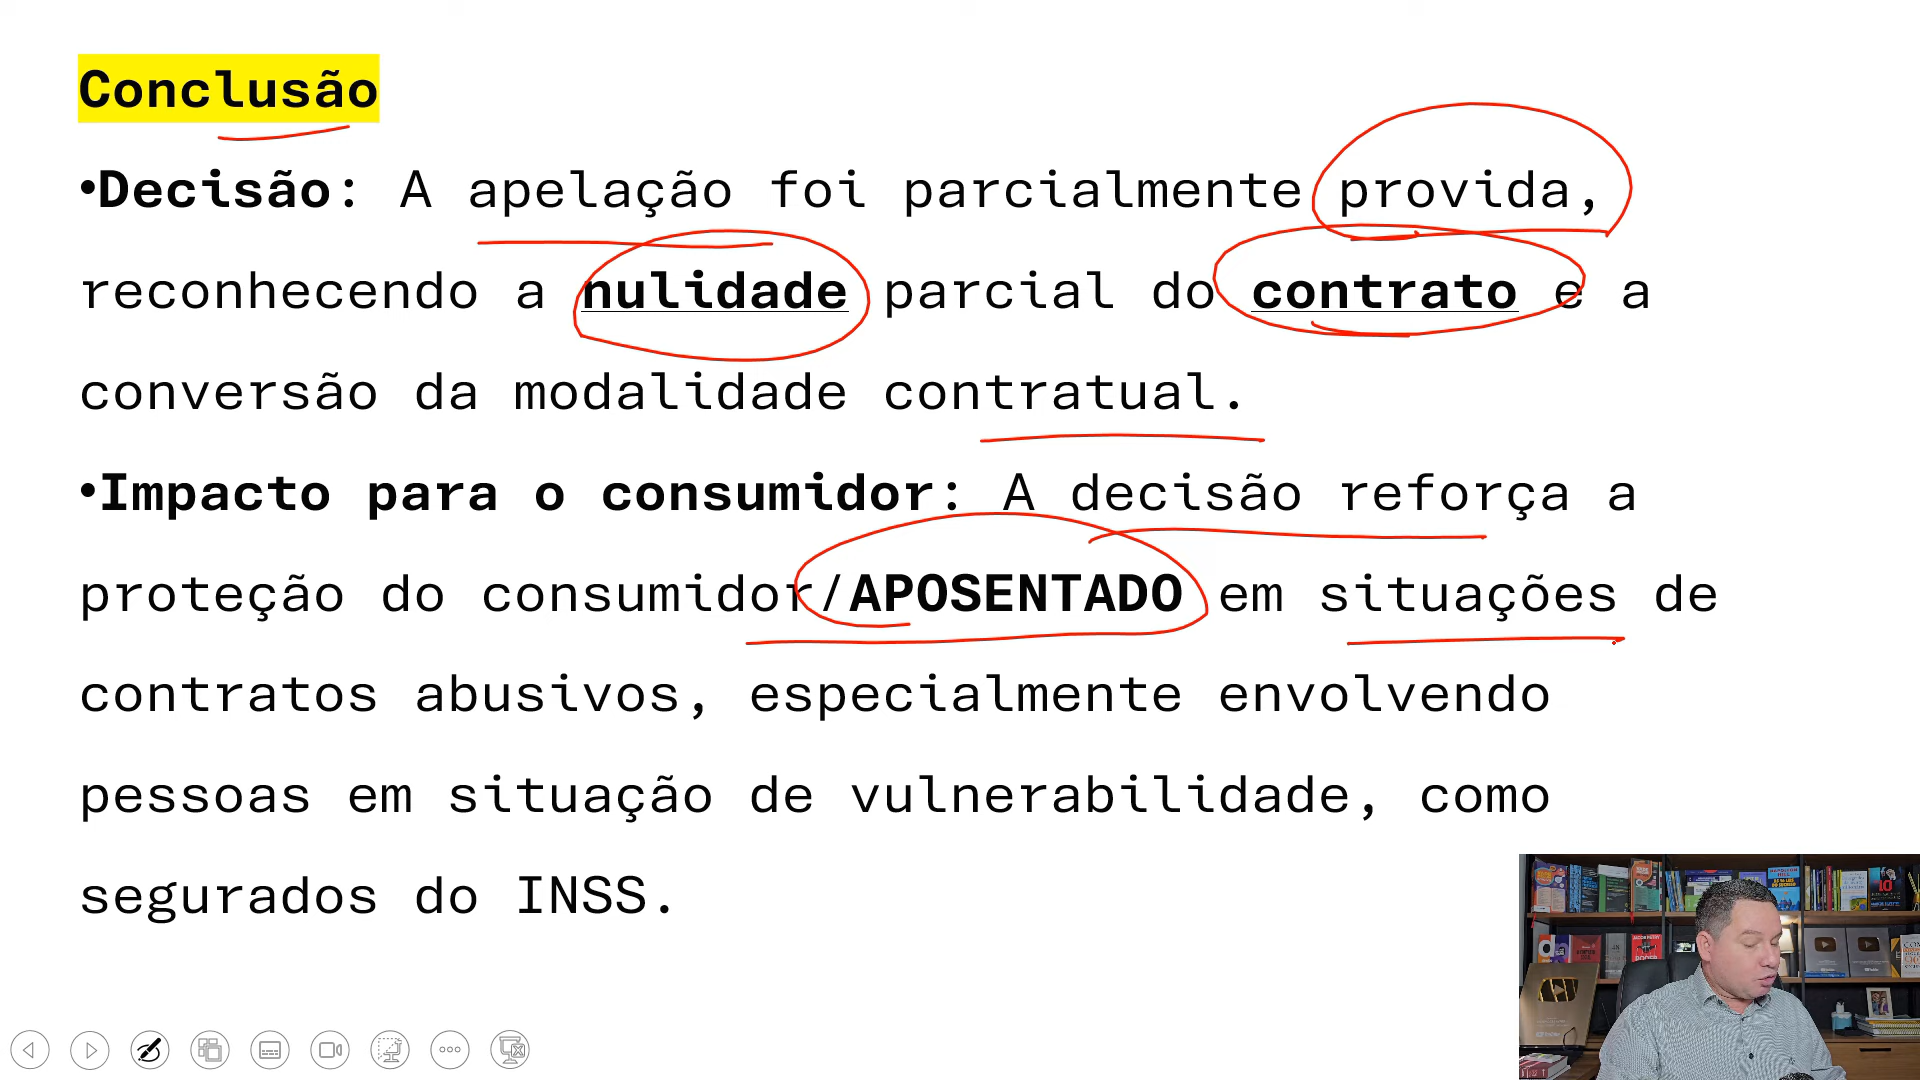 Conclusão
•Decisão: A apelação foi parcialmente provida,
reconhecendo a nulidade parcial do contrato e a
conversão da modalidade contratual.
•Impacto para o consumidor: A decisão reforça a
proteção do consumidor/APOSENTADO em situações de
contratos abusivos, especialmente envolvendo
pessoas em situação de vulnerabilidade, como
segurados do INSS.